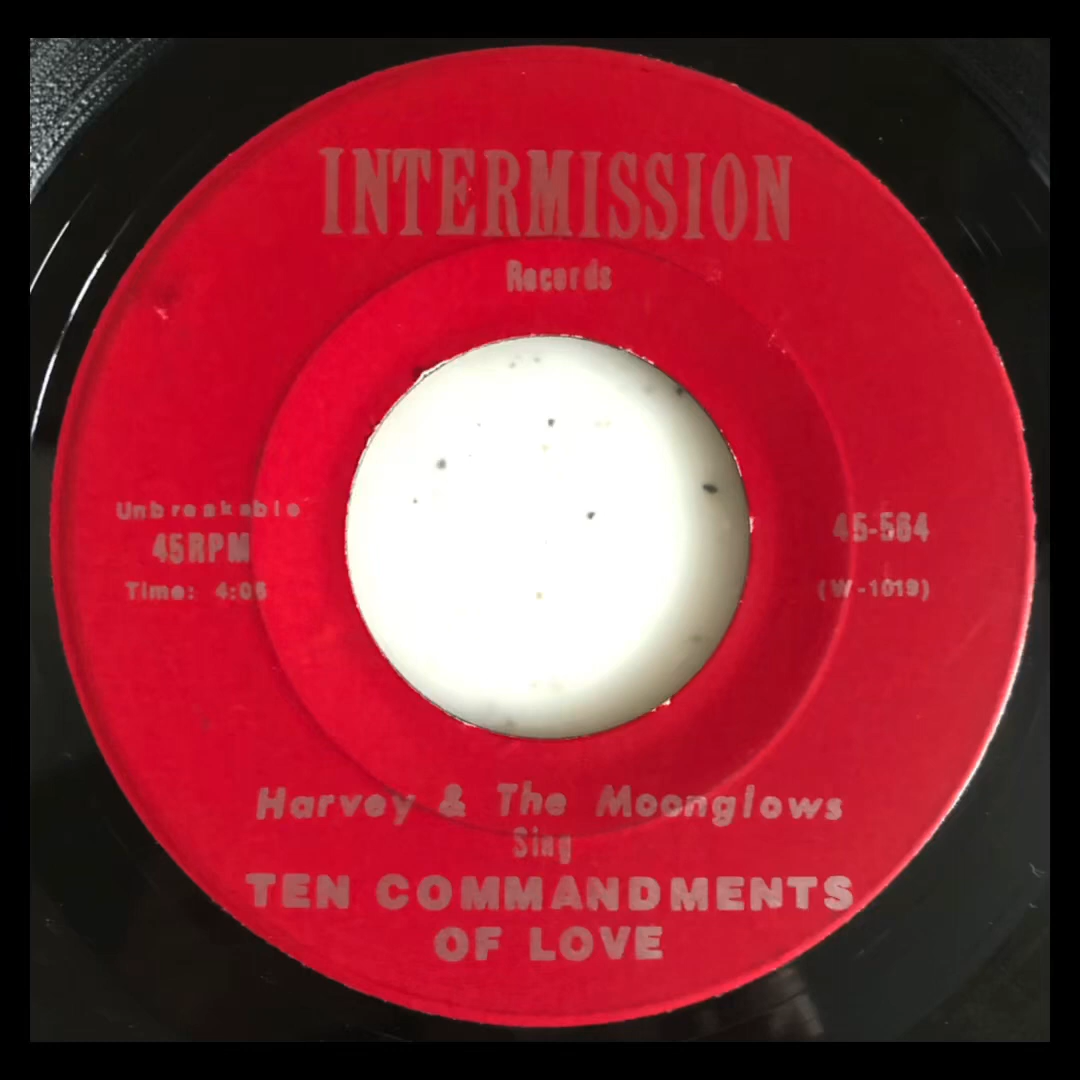 INTERMISSION
Records
Unbreakable
45RPM
Time: 4:05
45-564
(W-1019)
Harvey & The Moonglows
Sing
TEN COMMANDMENTS
OF LOVE